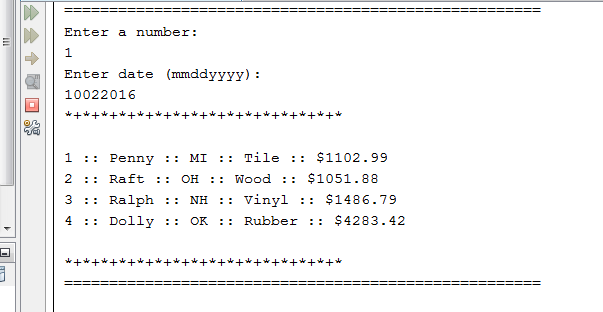 ======================================================
Enter a number:
1
Enter date (mmddyyyy):
10022016
*+*+*+*+*+*+*+*+*+*+*+*+*+*+*+*
1 :: Penny :: MI :: Tile :: $1102.99
2 :: Raft :: OH :: Wood :: $1051.88
3 :: Ralph :: NH :: Vinyl :: $1486.79
4 :: Dolly :: OK :: Rubber :: $4283.42
*+*+*+*+*+*+*+*+*+*+*+*+*+*+*+*
======================================================